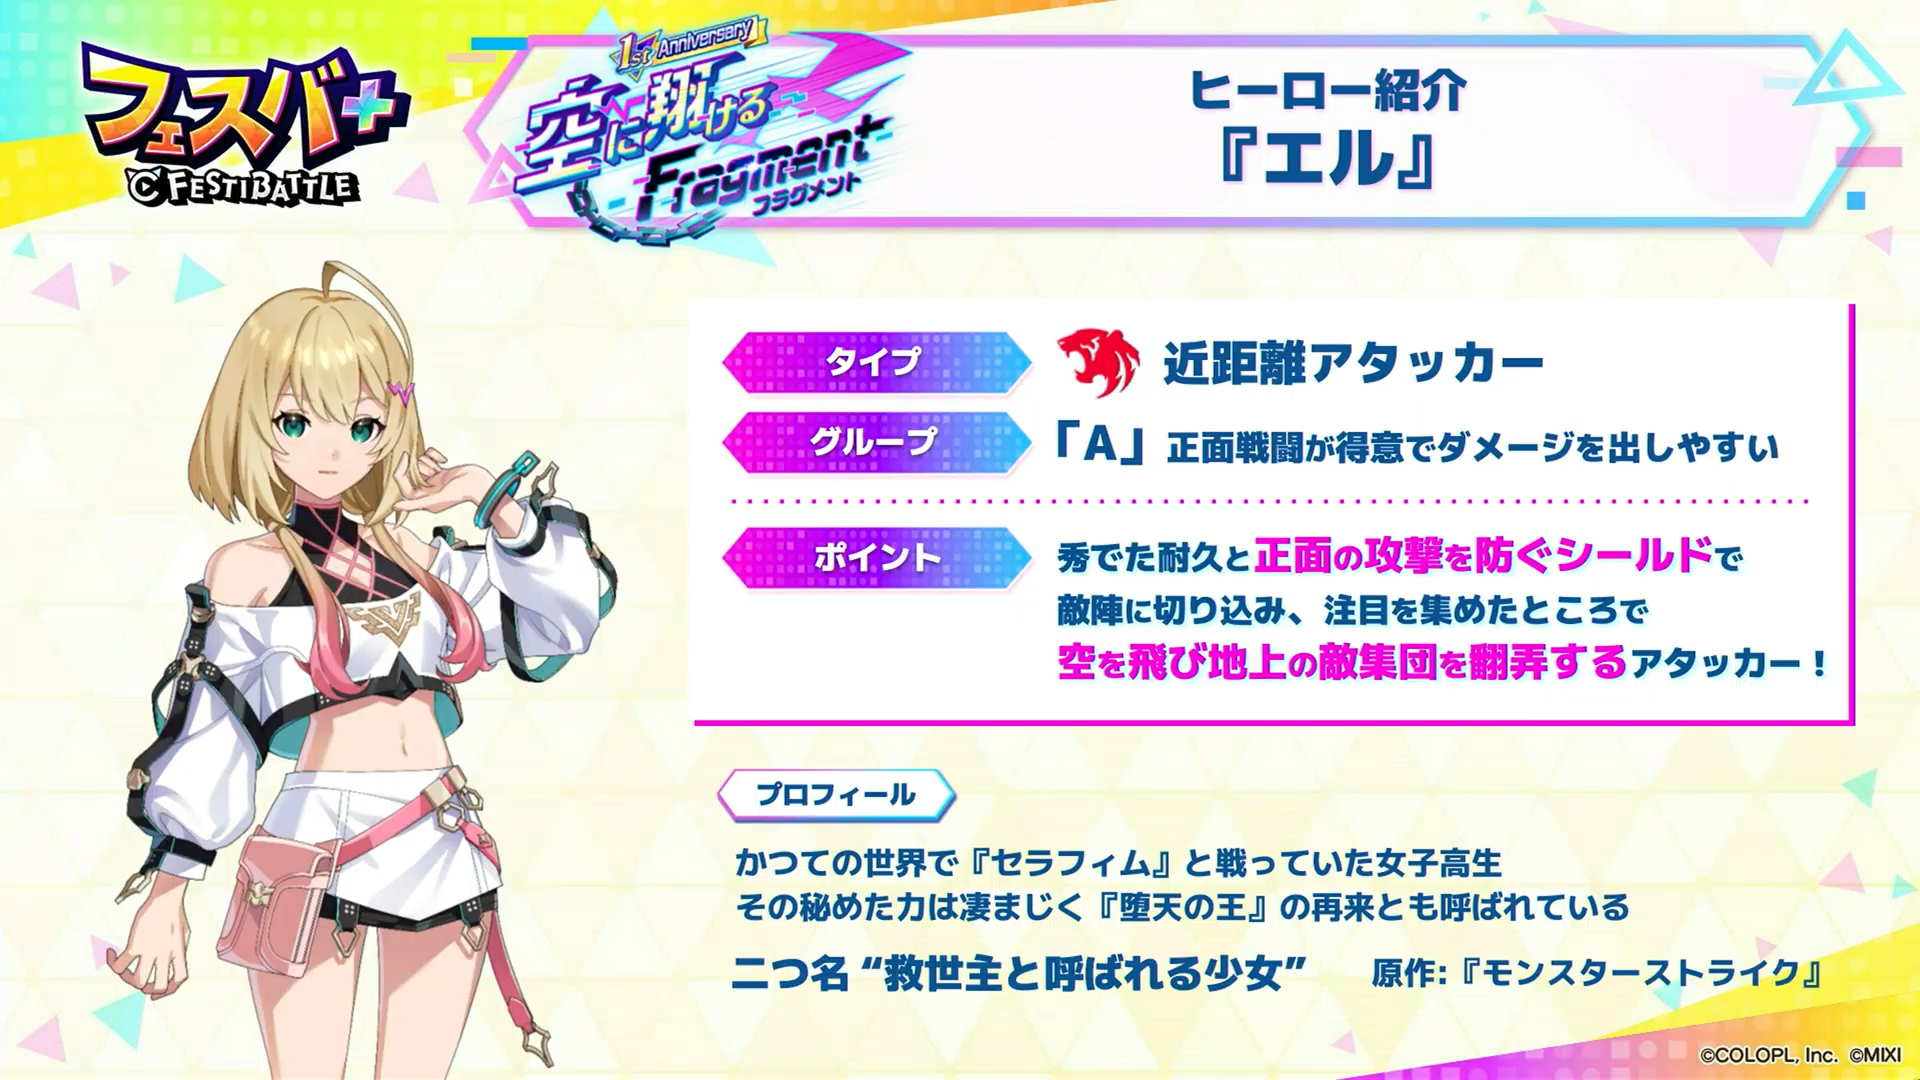 フェスバ+
FESTIBATTLE
1st Anniversary
空に翔ける
Fragment
フラグメント
ヒーロー紹介
『エル』
タイプ
近距離アタッカー
グループ
「A」正面戦闘が得意でダメージを出しやすい
ポイント
秀でた耐久と正面の攻撃を防ぐシールドで
敵陣に切り込み、注目を集めたところで
空を飛び地上の敵集団を翻弄するアタッカー！
プロフィール
かつての世界で『セラフィム』と戦っていた女子高生
その秘めた力は凄まじく『堕天の王』の再来とも呼ばれている
二つ名“救世主と呼ばれる少女”
原作:『モンスターストライク』
©COLOPL, Inc. ©MIXI